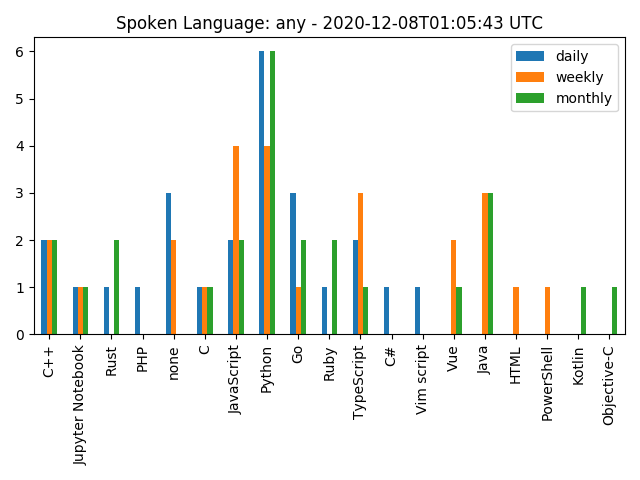 Spoken Language: any - 2020-12-08T01:05:43 UTC
daily
weekly
monthly
6
5
4
3
2
1
0
C++
Jupyter Notebook
Rust
PHP
none
C
JavaScript
Python
Go
Ruby
TypeScript
C#
Vim script
Vue
Java
HTML
PowerShell
Kotlin
Objective-C